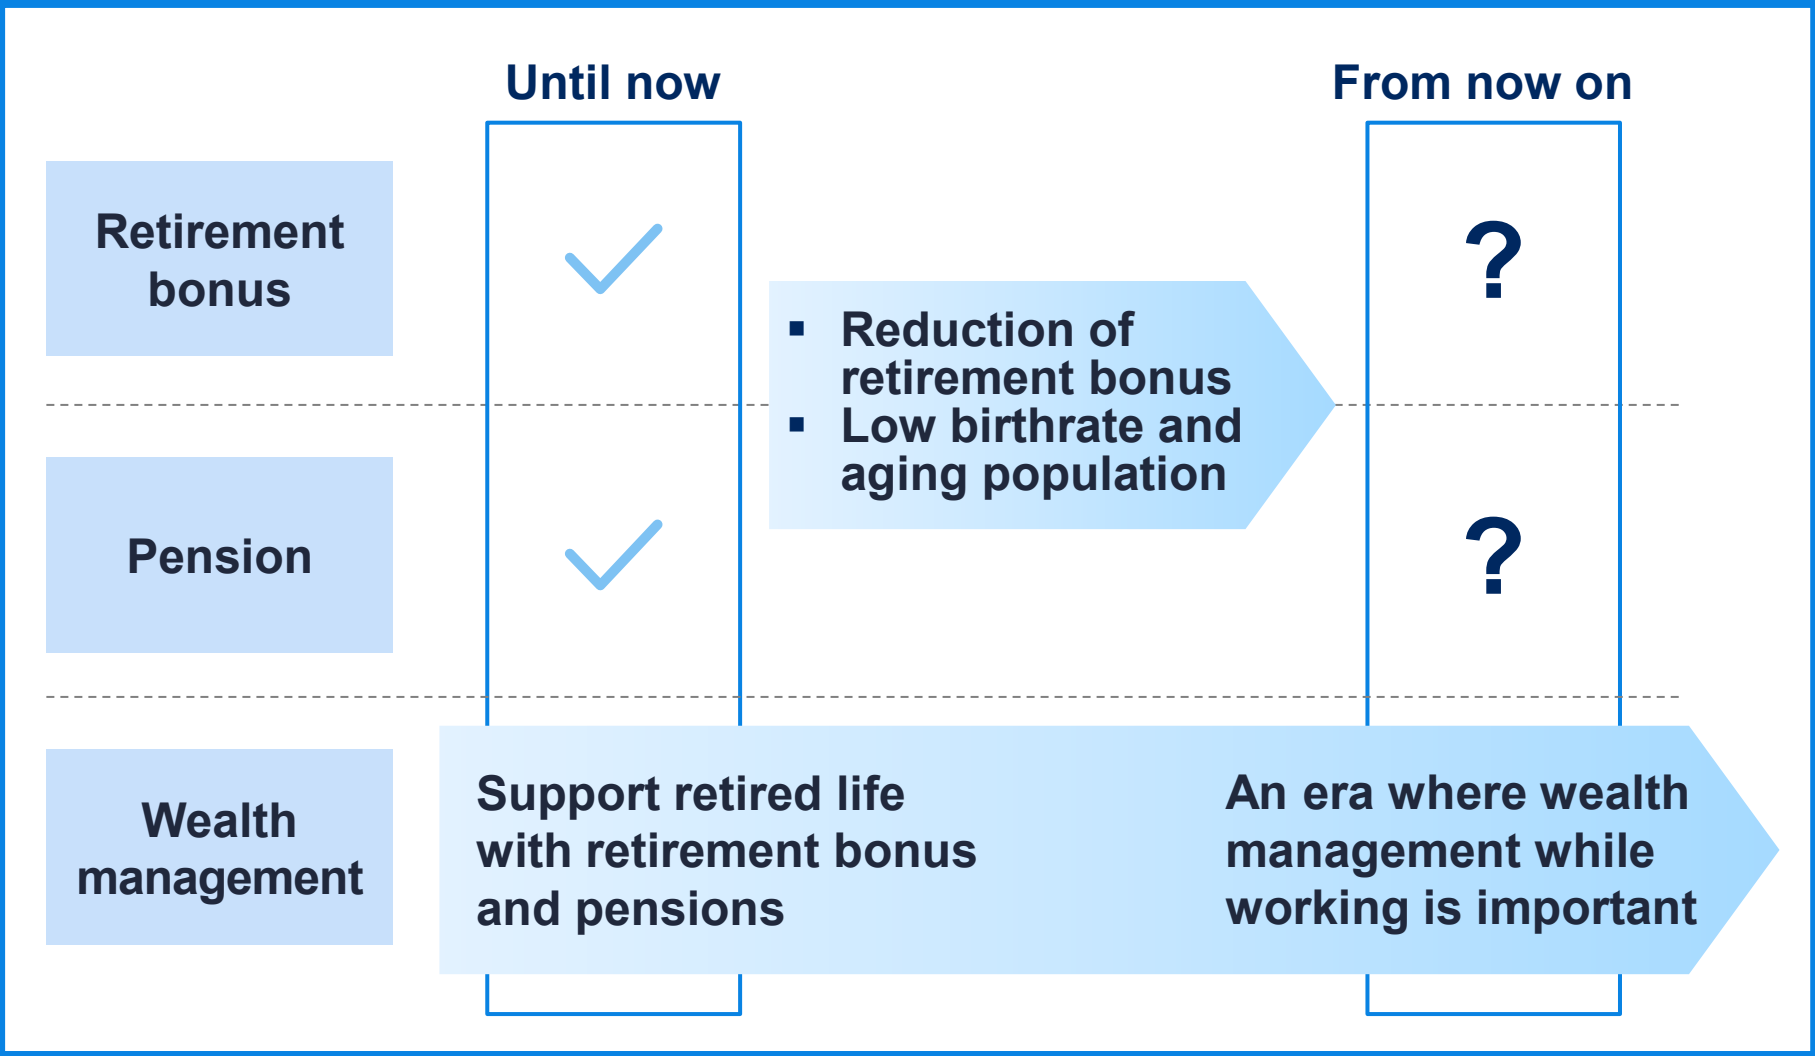 Until now
From now on
Retirement
bonus
?
▪ Reduction of
retirement bonus
▪ Low birthrate and
aging population
Pension
?
Wealth
management
Support retired life
with retirement bonus
and pensions
An era where wealth
management while
working is important